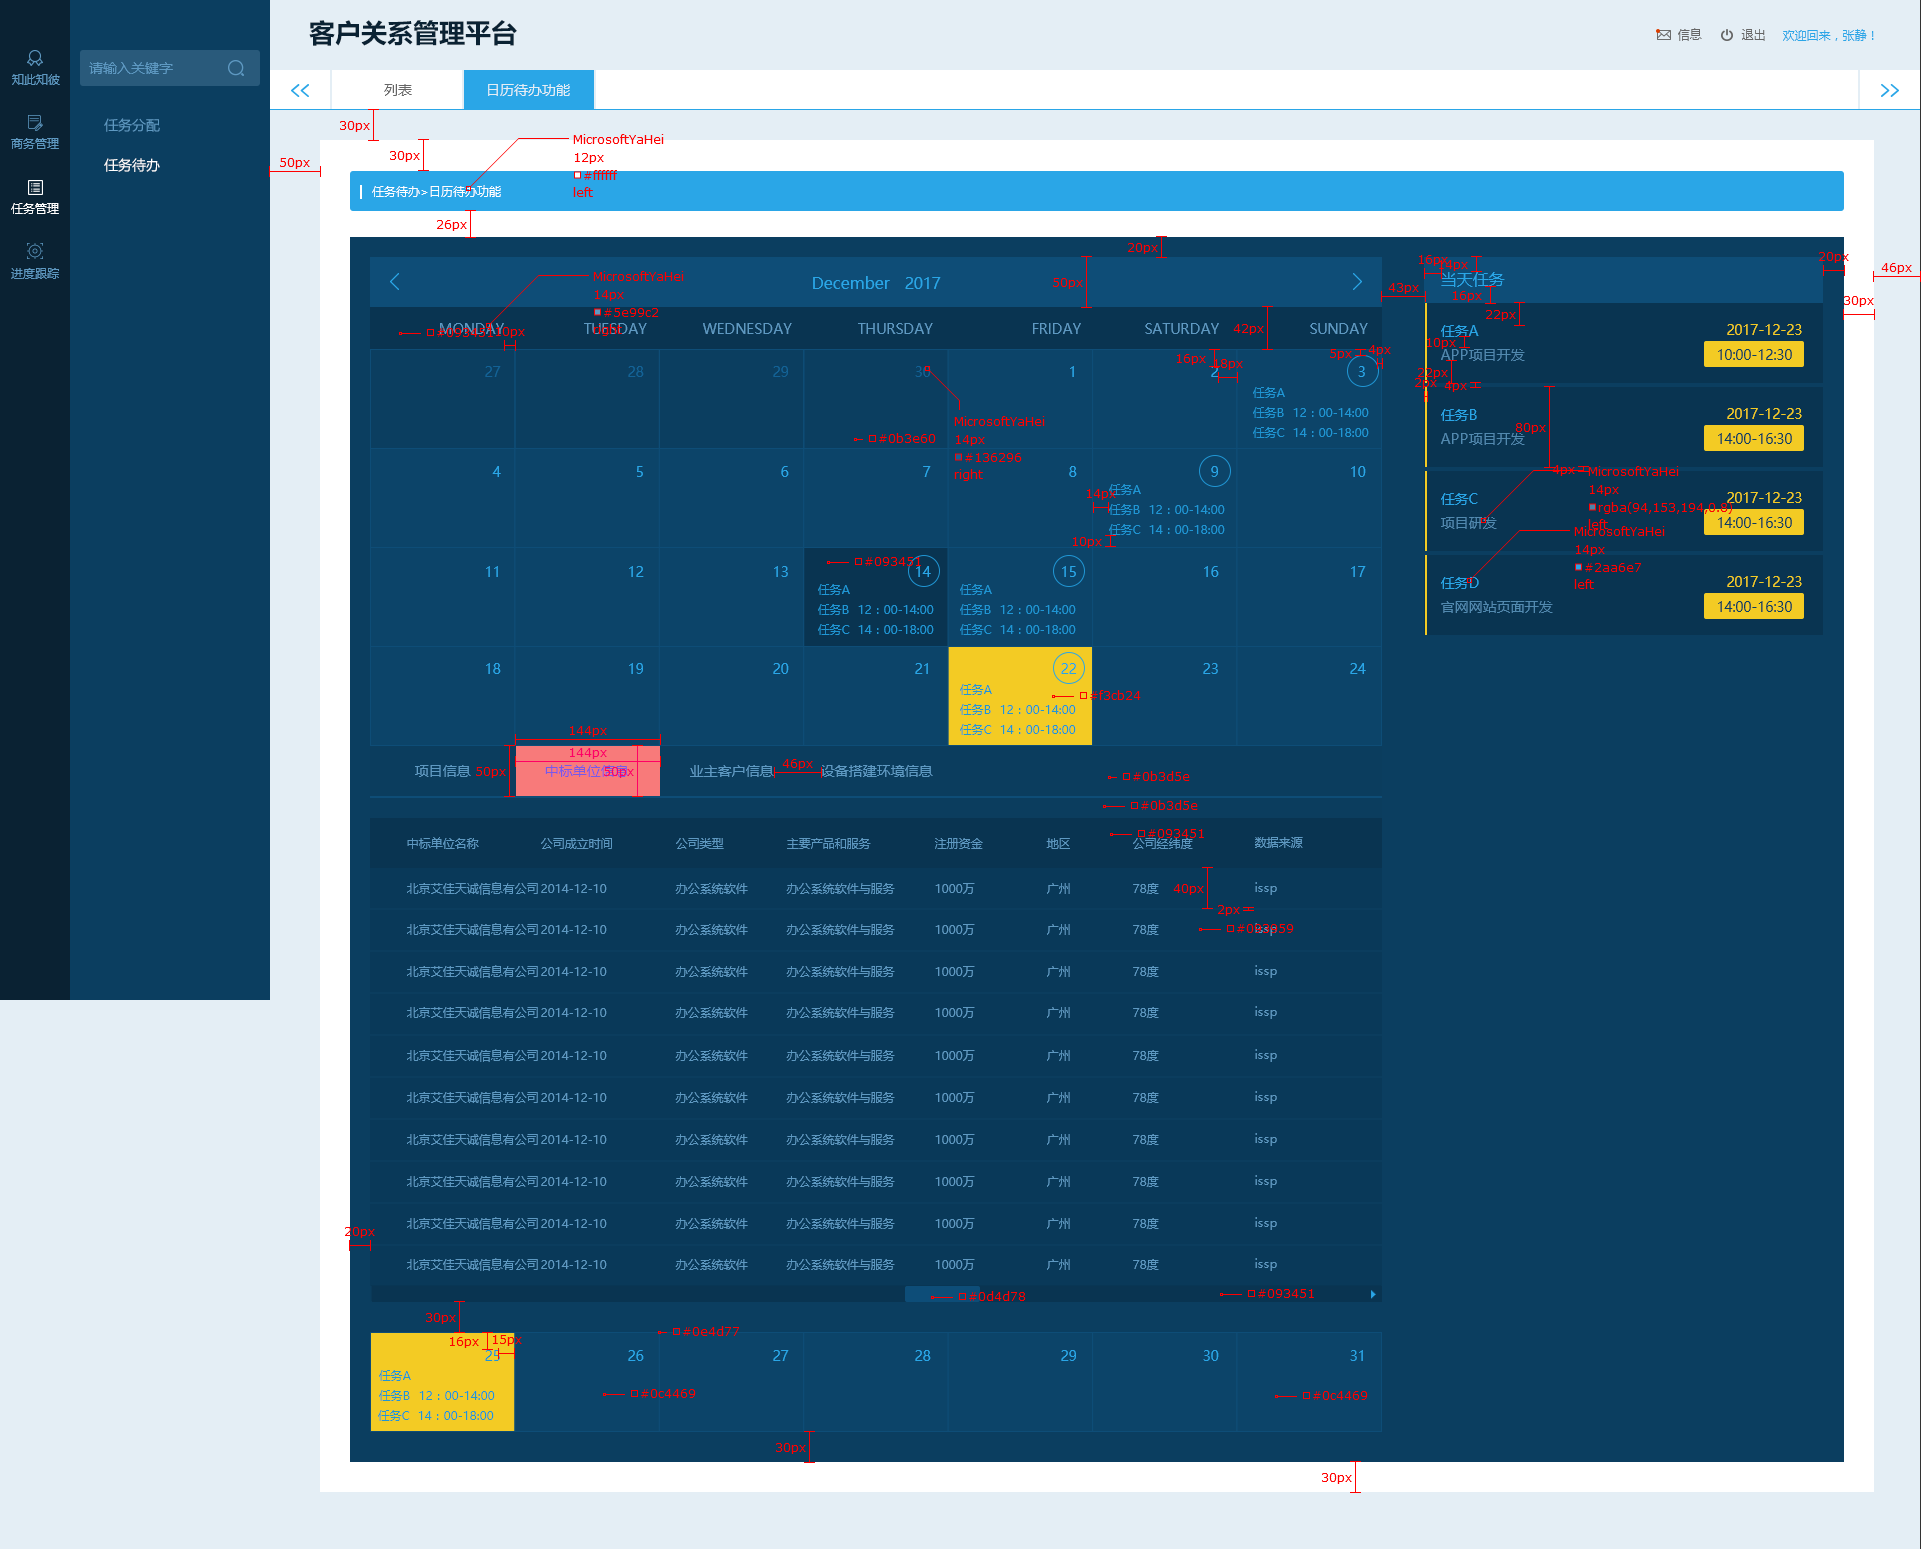 客户关系管理平台
信息 退出 欢迎回来，张静！
知此知彼
商务管理
任务管理
进度跟踪
请输入关键字
任务分配
任务待办
列表 日历待办功能
30px
30px
50px
MicrosoftYaHei
12px
#ffffff
left
任务待办>日历待办功能
26px
20px
December 2017
50px
MicrosoftYaHei
14px
#5e99c2
43px
16px
14px
当天任务
16px
22px
20px
46px
30px
#093451
10px
MONDAY TUESDAY WEDNESDAY THURSDAY FRIDAY SATURDAY SUNDAY
42px
27 28 29 30 1 2 3
16px
18px
5px
4px
任务A
任务B 12：00-14:00
任务C 14：00-18:00
#0b3e60
MicrosoftYaHei
14px
#136296
right
4 5 6 7 8 9 10
14px
任务A
任务B 12：00-14:00
任务C 14：00-18:00
10px
11 12 13 14 15 16 17
#093451
任务A
任务B 12：00-14:00
任务C 14：00-18:00
任务A
任务B 12：00-14:00
任务C 14：00-18:00
18 19 20 21 22 23 24
任务A
任务B 12：00-14:00
任务C 14：00-18:00
#f3cb24
任务A 2017-12-23
10px
APP项目开发 10:00-12:30
22px
4px
任务B 2017-12-23
80px
APP项目开发 14:00-16:30
4px
MicrosoftYaHei
14px
rgba(94,153,194,0.8)
left
任务C 2017-12-23
项目研发 14:00-16:30
MicrosoftYaHei
14px
#2aa6e7
left
任务D 2017-12-23
官网网站页面开发 14:00-16:30
144px
144px
项目信息 50px 中标单位信息 50px 业主客户信息 46px 设备搭建环境信息
#0b3d5e
#0b3d5e
#093451
中标单位名称 公司成立时间 公司类型 主要产品和服务 注册资金 地区 公司经纬度 数据来源
北京艾佳天诚信息有公司 2014-12-10 办公系统软件 办公系统软件与服务 1000万 广州 78度 issp
40px
2px
北京艾佳天诚信息有公司 2014-12-10 办公系统软件 办公系统软件与服务 1000万 广州 78度 issp
北京艾佳天诚信息有公司 2014-12-10 办公系统软件 办公系统软件与服务 1000万 广州 78度 issp
北京艾佳天诚信息有公司 2014-12-10 办公系统软件 办公系统软件与服务 1000万 广州 78度 issp
北京艾佳天诚信息有公司 2014-12-10 办公系统软件 办公系统软件与服务 1000万 广州 78度 issp
北京艾佳天诚信息有公司 2014-12-10 办公系统软件 办公系统软件与服务 1000万 广州 78度 issp
北京艾佳天诚信息有公司 2014-12-10 办公系统软件 办公系统软件与服务 1000万 广州 78度 issp
北京艾佳天诚信息有公司 2014-12-10 办公系统软件 办公系统软件与服务 1000万 广州 78度 issp
北京艾佳天诚信息有公司 2014-12-10 办公系统软件 办公系统软件与服务 1000万 广州 78度 issp
北京艾佳天诚信息有公司 2014-12-10 办公系统软件 办公系统软件与服务 1000万 广州 78度 issp
20px
#0d4d78
#093451
30px
16px
15px
#0e4d77
25 26 27 28 29 30 31
任务A
任务B 12：00-14:00
任务C 14：00-18:00
#0c4469
#0c4469
30px
30px